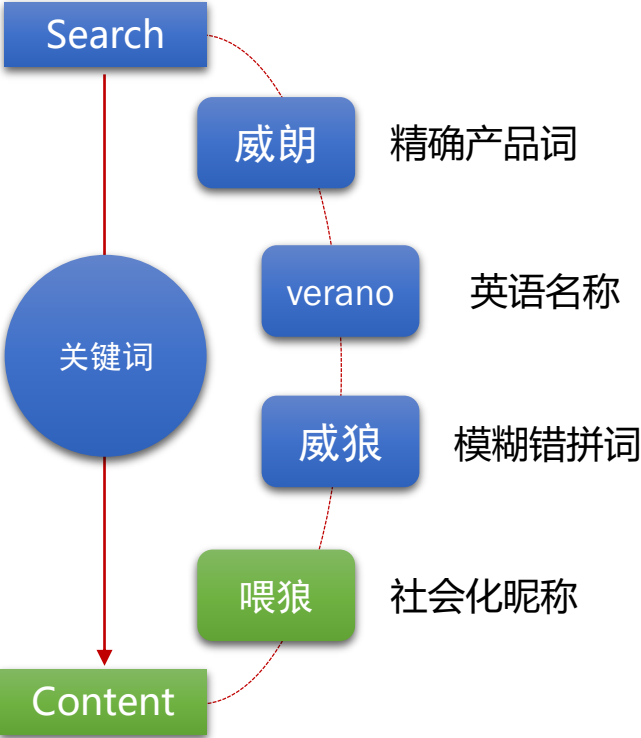 Search
威朗 精确产品词
verano 英语名称
关键词
威狼 模糊错拼词
喂狼 社会化昵称
Content